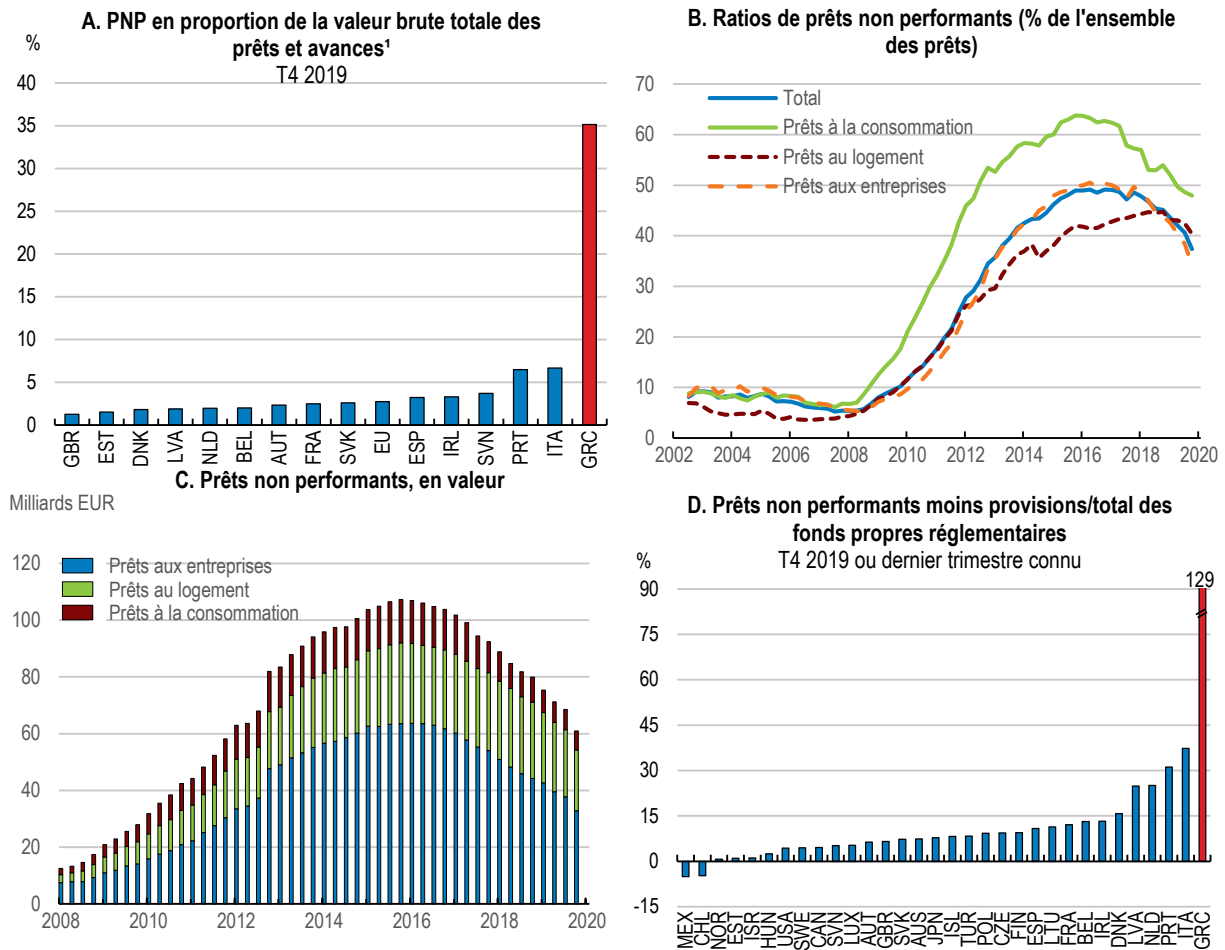 A. PNP en proportion de la valeur brute totale des
prêts et avances¹
T4 2019
%
40
35
30
25
20
15
10
5
0
GBR
EST
DNK
LVA
NLD
BEL
AUT
FRA
SVK
EU
ESP
IRL
SVN
PRT
ITA
GRC
B. Ratios de prêts non performants (% de l'ensemble
des prêts)
70
60
50
40
30
20
10
0
Total
Prêts à la consommation
Prêts au logement
Prêts aux entreprises
2002
2004
2006
2008
2010
2012
2014
2016
2018
2020
C. Prêts non performants, en valeur
Milliards EUR
120
100
80
60
40
20
0
Prêts aux entreprises
Prêts au logement
Prêts à la consommation
2008
2010
2012
2014
2016
2018
2020
D. Prêts non performants moins provisions/total des
fonds propres réglementaires
T4 2019 ou dernier trimestre connu
%
90
75
60
45
30
15
0
-15
129
MEX
CHL
NOR
EST
ISR
HUN
USA
SWE
CAN
SVN
LUX
AUT
GBR
SVK
AUS
JPN
ISL
TUR
POL
CZE
FIN
ESP
LTU
FRA
BEL
IRL
DNK
LVA
NLD
PRT
ITA
GRC